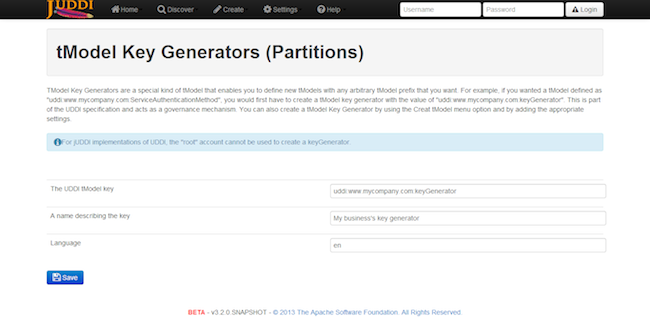 jUDDI Home Discover Create Settings Help Username Password Login
tModel Key Generators (Partitions)
TModel Key Generators are a special kind of tModel that enables you to define new tModels with any arbitrary tModel prefix that you want. For example, if you wanted a tModel defined as
"uddi:www.mycompany.com:ServiceAuthenticationMethod", you would first have to create a tModel key generator with the value of "uddi:www.mycompany.com:keyGenerator". This is part
of the UDDI specification and acts as a governance mechanism. You can also create a tModel Key Generator by using the Creat tModel menu option and by adding the appropriate
settings.
For jUDDI implementations of UDDI, the "root" account cannot be used to create a keyGenerator.
The UDDI tModel key uddi:www.mycompany.com:keyGenerator
A name describing the key My business's key generator
Language en
Save
BETA - v3.2.0 SNAPSHOT - © 2013 The Apache Software Foundation. All Rights Reserved.